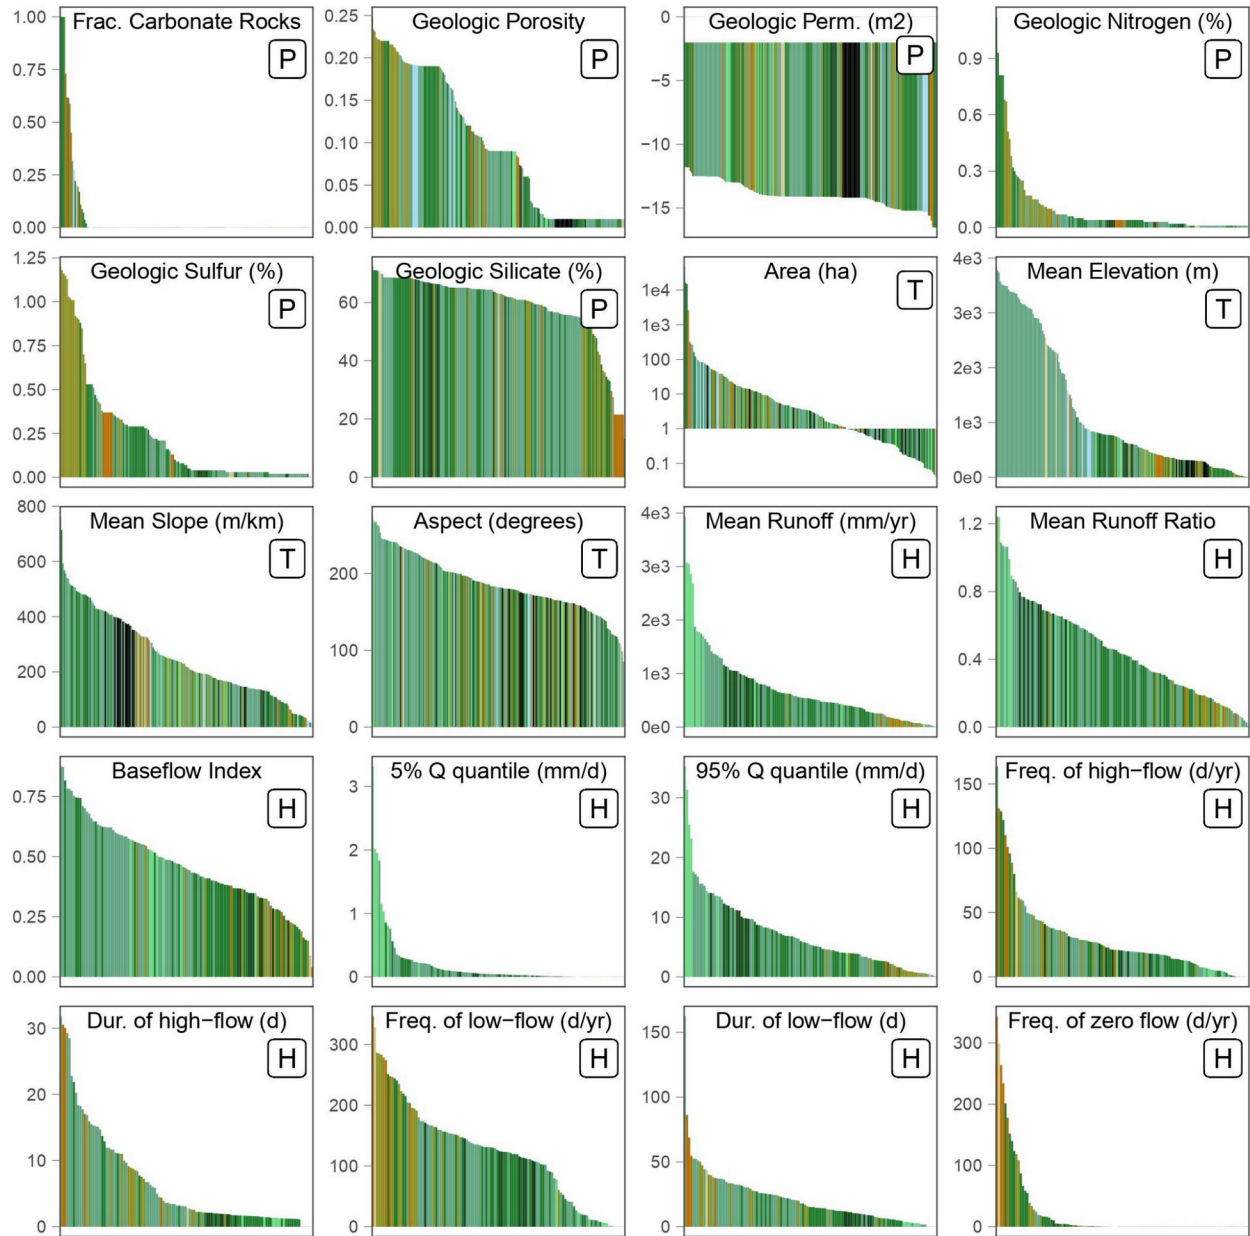 Frac. Carbonate Rocks
P
1.00
0.75
0.50
0.25
0.00
Geologic Porosity
P
0.25
0.20
0.15
0.10
0.05
0.00
Geologic Perm. (m2)
P
0
−5
−10
−15
Geologic Nitrogen (%)
P
0.9
0.6
0.3
0.0
Geologic Sulfur (%)
P
1.25
1.00
0.75
0.50
0.25
0.00
Geologic Silicate (%)
P
60
40
20
0
Area (ha)
T
1e4
1e3
100
10
1
0.1
Mean Elevation (m)
T
4e3
3e3
2e3
1e3
0e0
Mean Slope (m/km)
T
800
600
400
200
0
Aspect (degrees)
T
200
100
0
Mean Runoff (mm/yr)
H
4e3
3e3
2e3
1e3
0e0
Mean Runoff Ratio
H
1.2
0.8
0.4
0.0
Baseflow Index
H
0.75
0.50
0.25
0.00
5% Q quantile (mm/d)
H
3
2
1
0
95% Q quantile (mm/d)
H
30
20
10
0
Freq. of high−flow (d/yr)
H
150
100
50
0
Dur. of high−flow (d)
H
30
20
10
0
Freq. of low−flow (d/yr)
H
300
200
100
0
Dur. of low−flow (d)
H
150
100
50
0
Freq. of zero flow (d/yr)
H
300
200
100
0